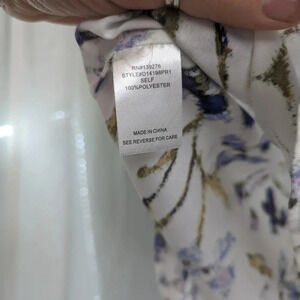 RN#139276
STYLE#D14198PR1
SELF
100%POLYESTER
MADE IN CHINA
SEE REVERSE FOR CARE